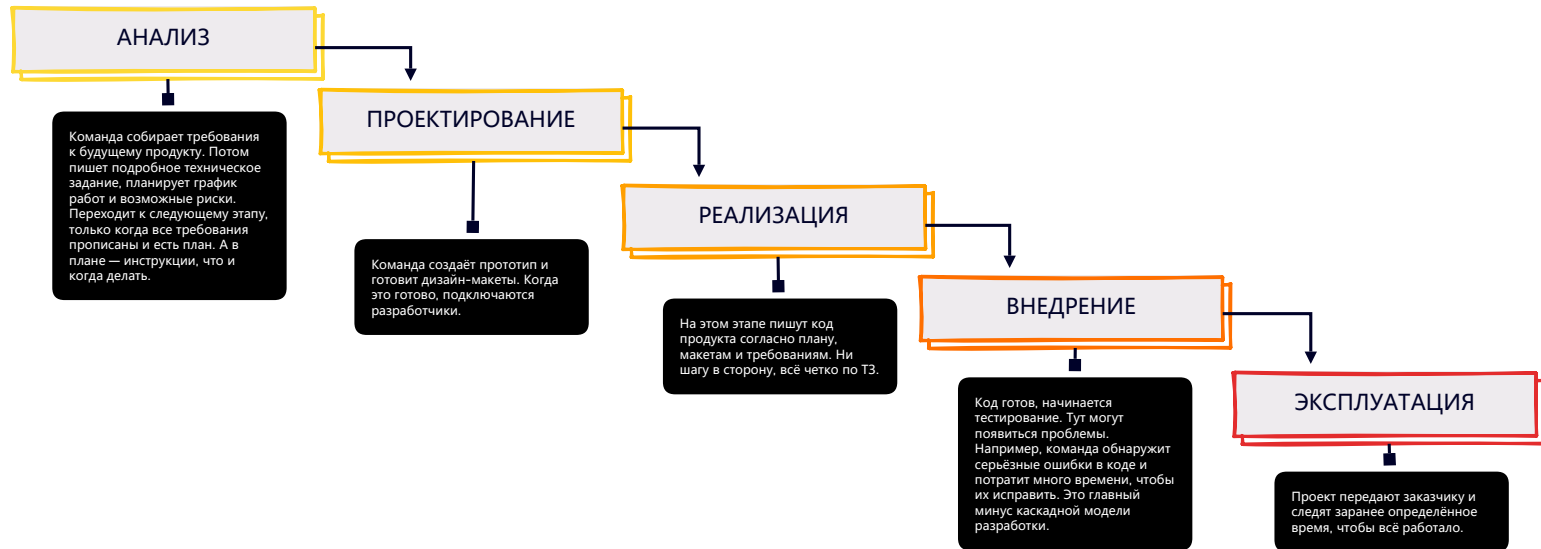 АНАЛИЗ
Команда собирает требования
к будущему продукту. Потом
пишет подробное техническое
задание, планирует график
работ и возможные риски.
Переходит к следующему этапу,
только когда все требования
прописаны и есть план. А в
плане — инструкции, что и
когда делать.
ПРОЕКТИРОВАНИЕ
Команда создаёт прототип и
готовит дизайн-макеты. Когда
это готово, подключаются
разработчики.
РЕАЛИЗАЦИЯ
На этом этапе пишут код
продукта согласно плану,
макетам и требованиям. Ни
шагу в сторону, всё четко по ТЗ.
ВНЕДРЕНИЕ
Код готов, начинается
тестирование. Тут могут
появиться проблемы.
Например, команда обнаружит
серьёзные ошибки в коде и
потратит много времени, чтобы
их исправить. Это главный
минус каскадной модели
разработки.
ЭКСПЛУАТАЦИЯ
Проект передают заказчику и
следят заранее определённое
время, чтобы всё работало.